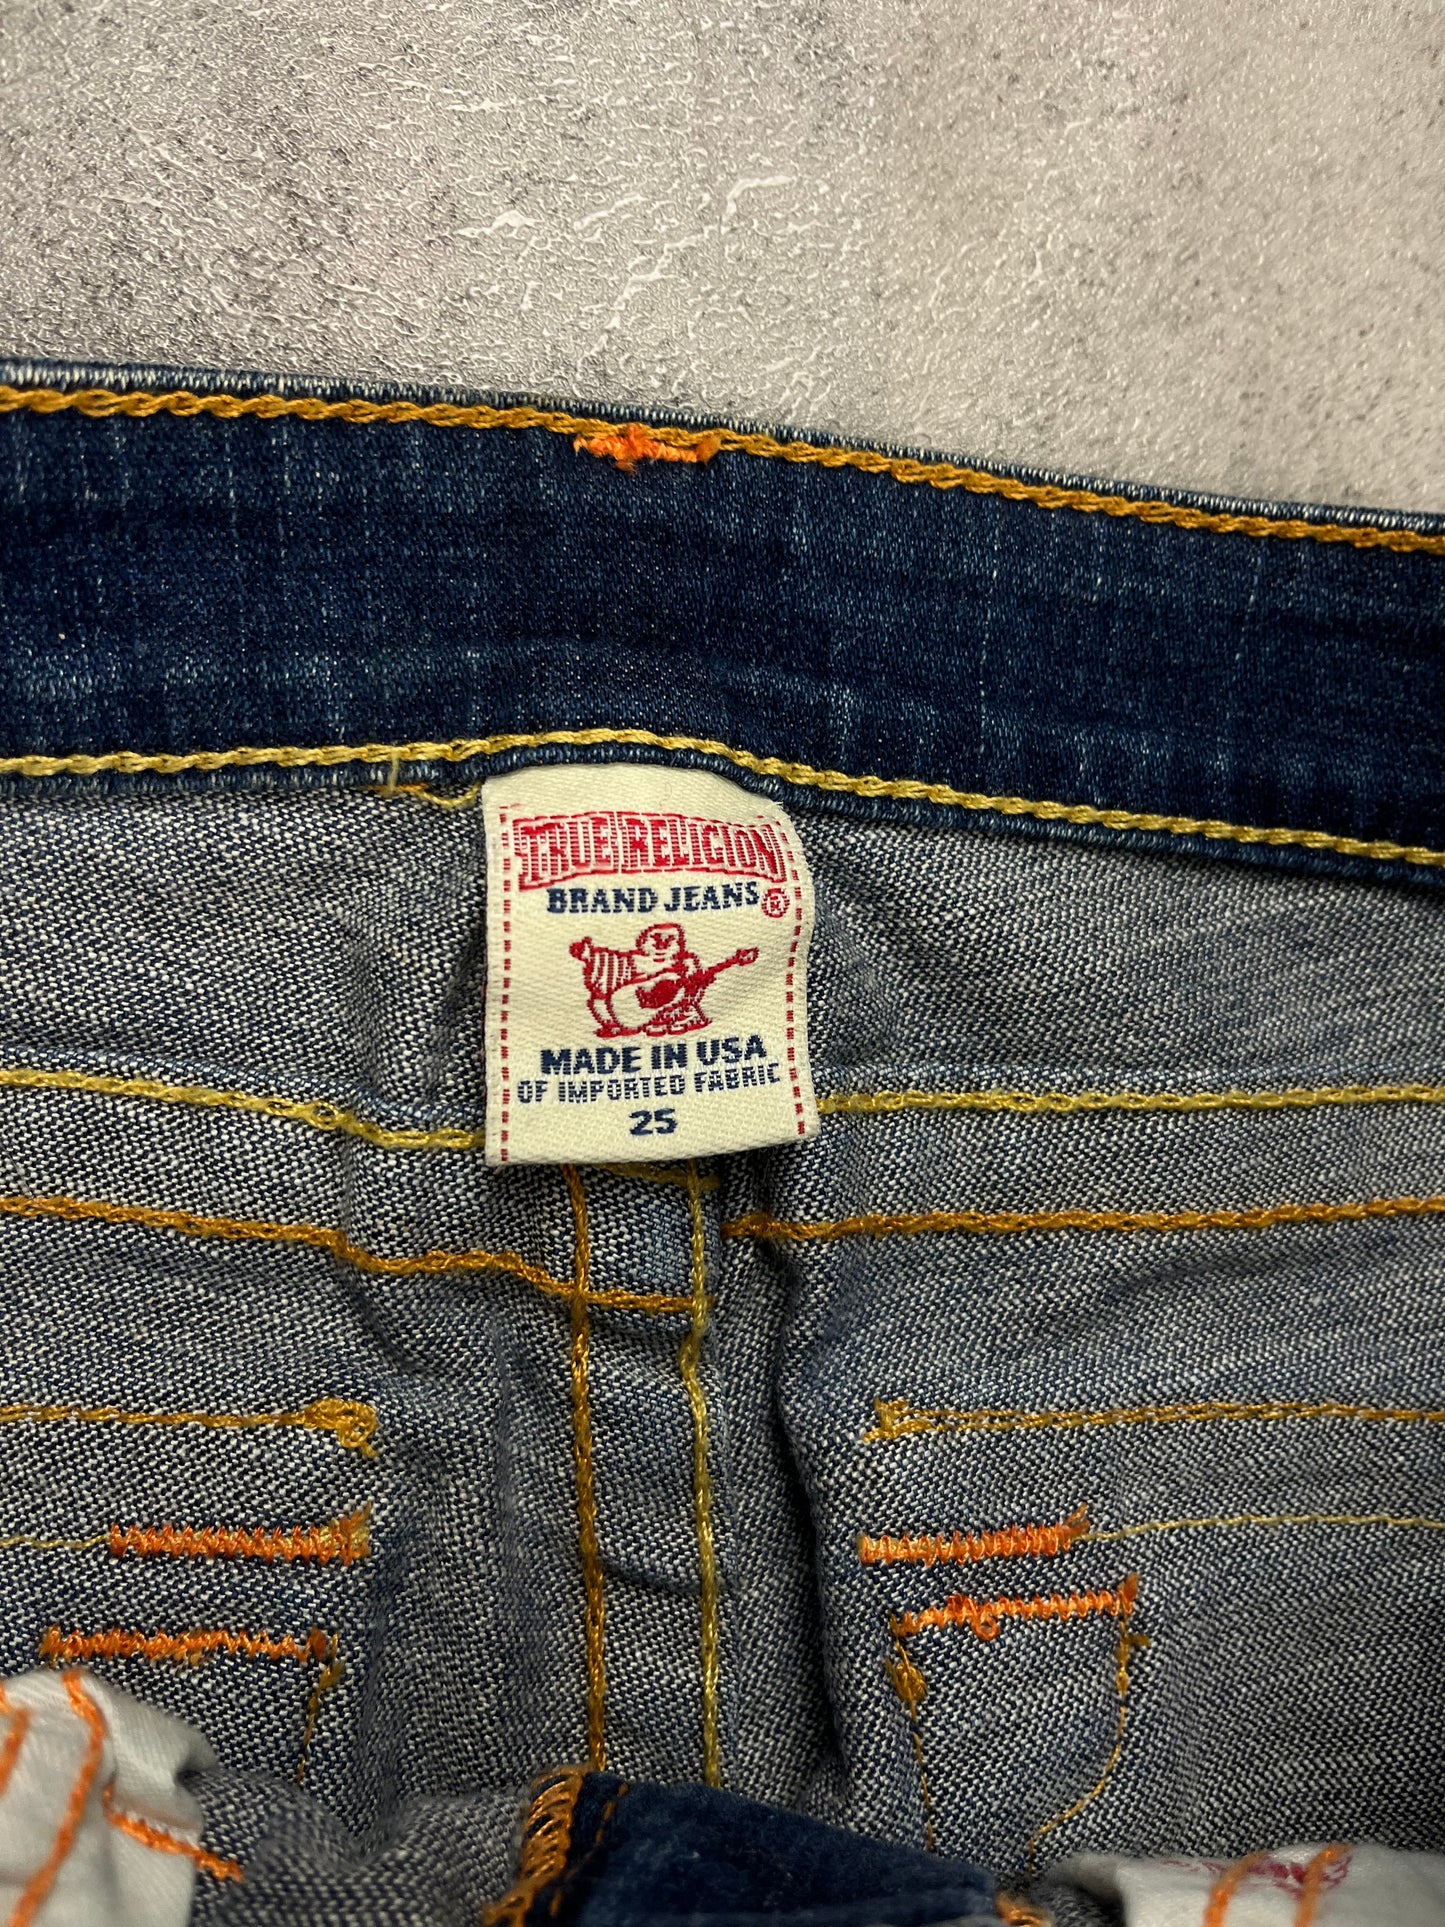 TRUE RELIGION
BRAND JEANS ®
MADE IN USA
OF IMPORTED FABRIC
25